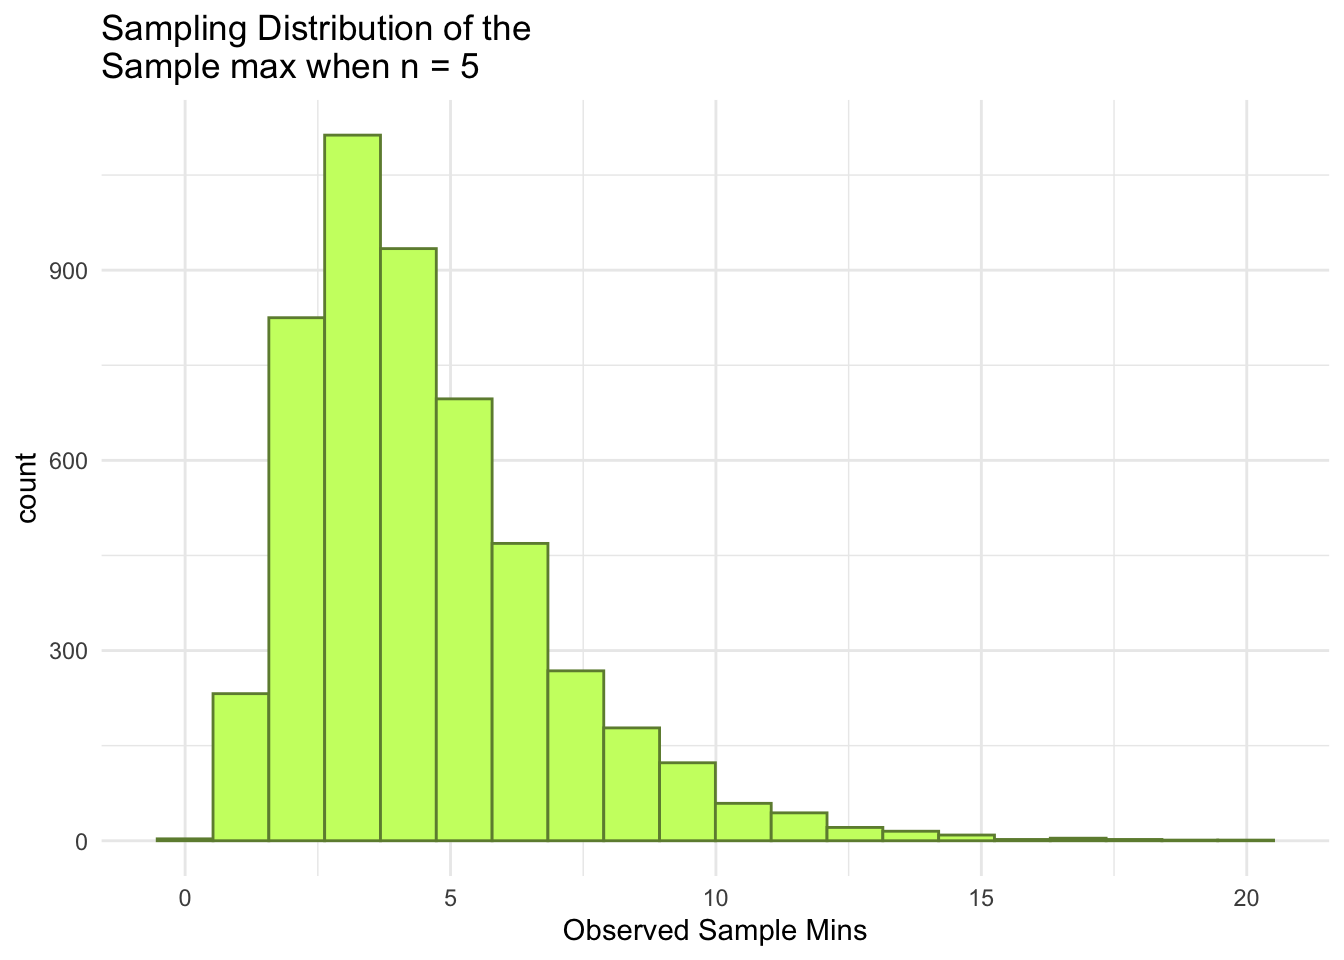 Sampling Distribution of the
Sample max when n = 5
900
600
300
0
count
0
5
10
15
20
Observed Sample Mins